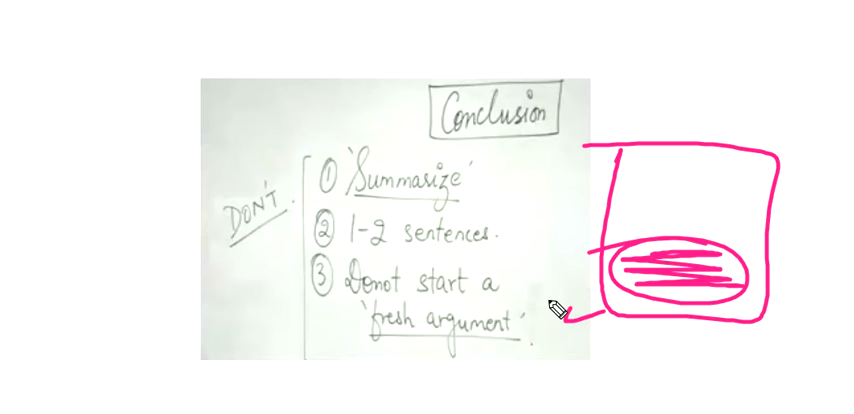 Conclusion
① 'Summarize'
DON'T.
② 1-2 sentences.
③ Donot start a
'fresh argument'.